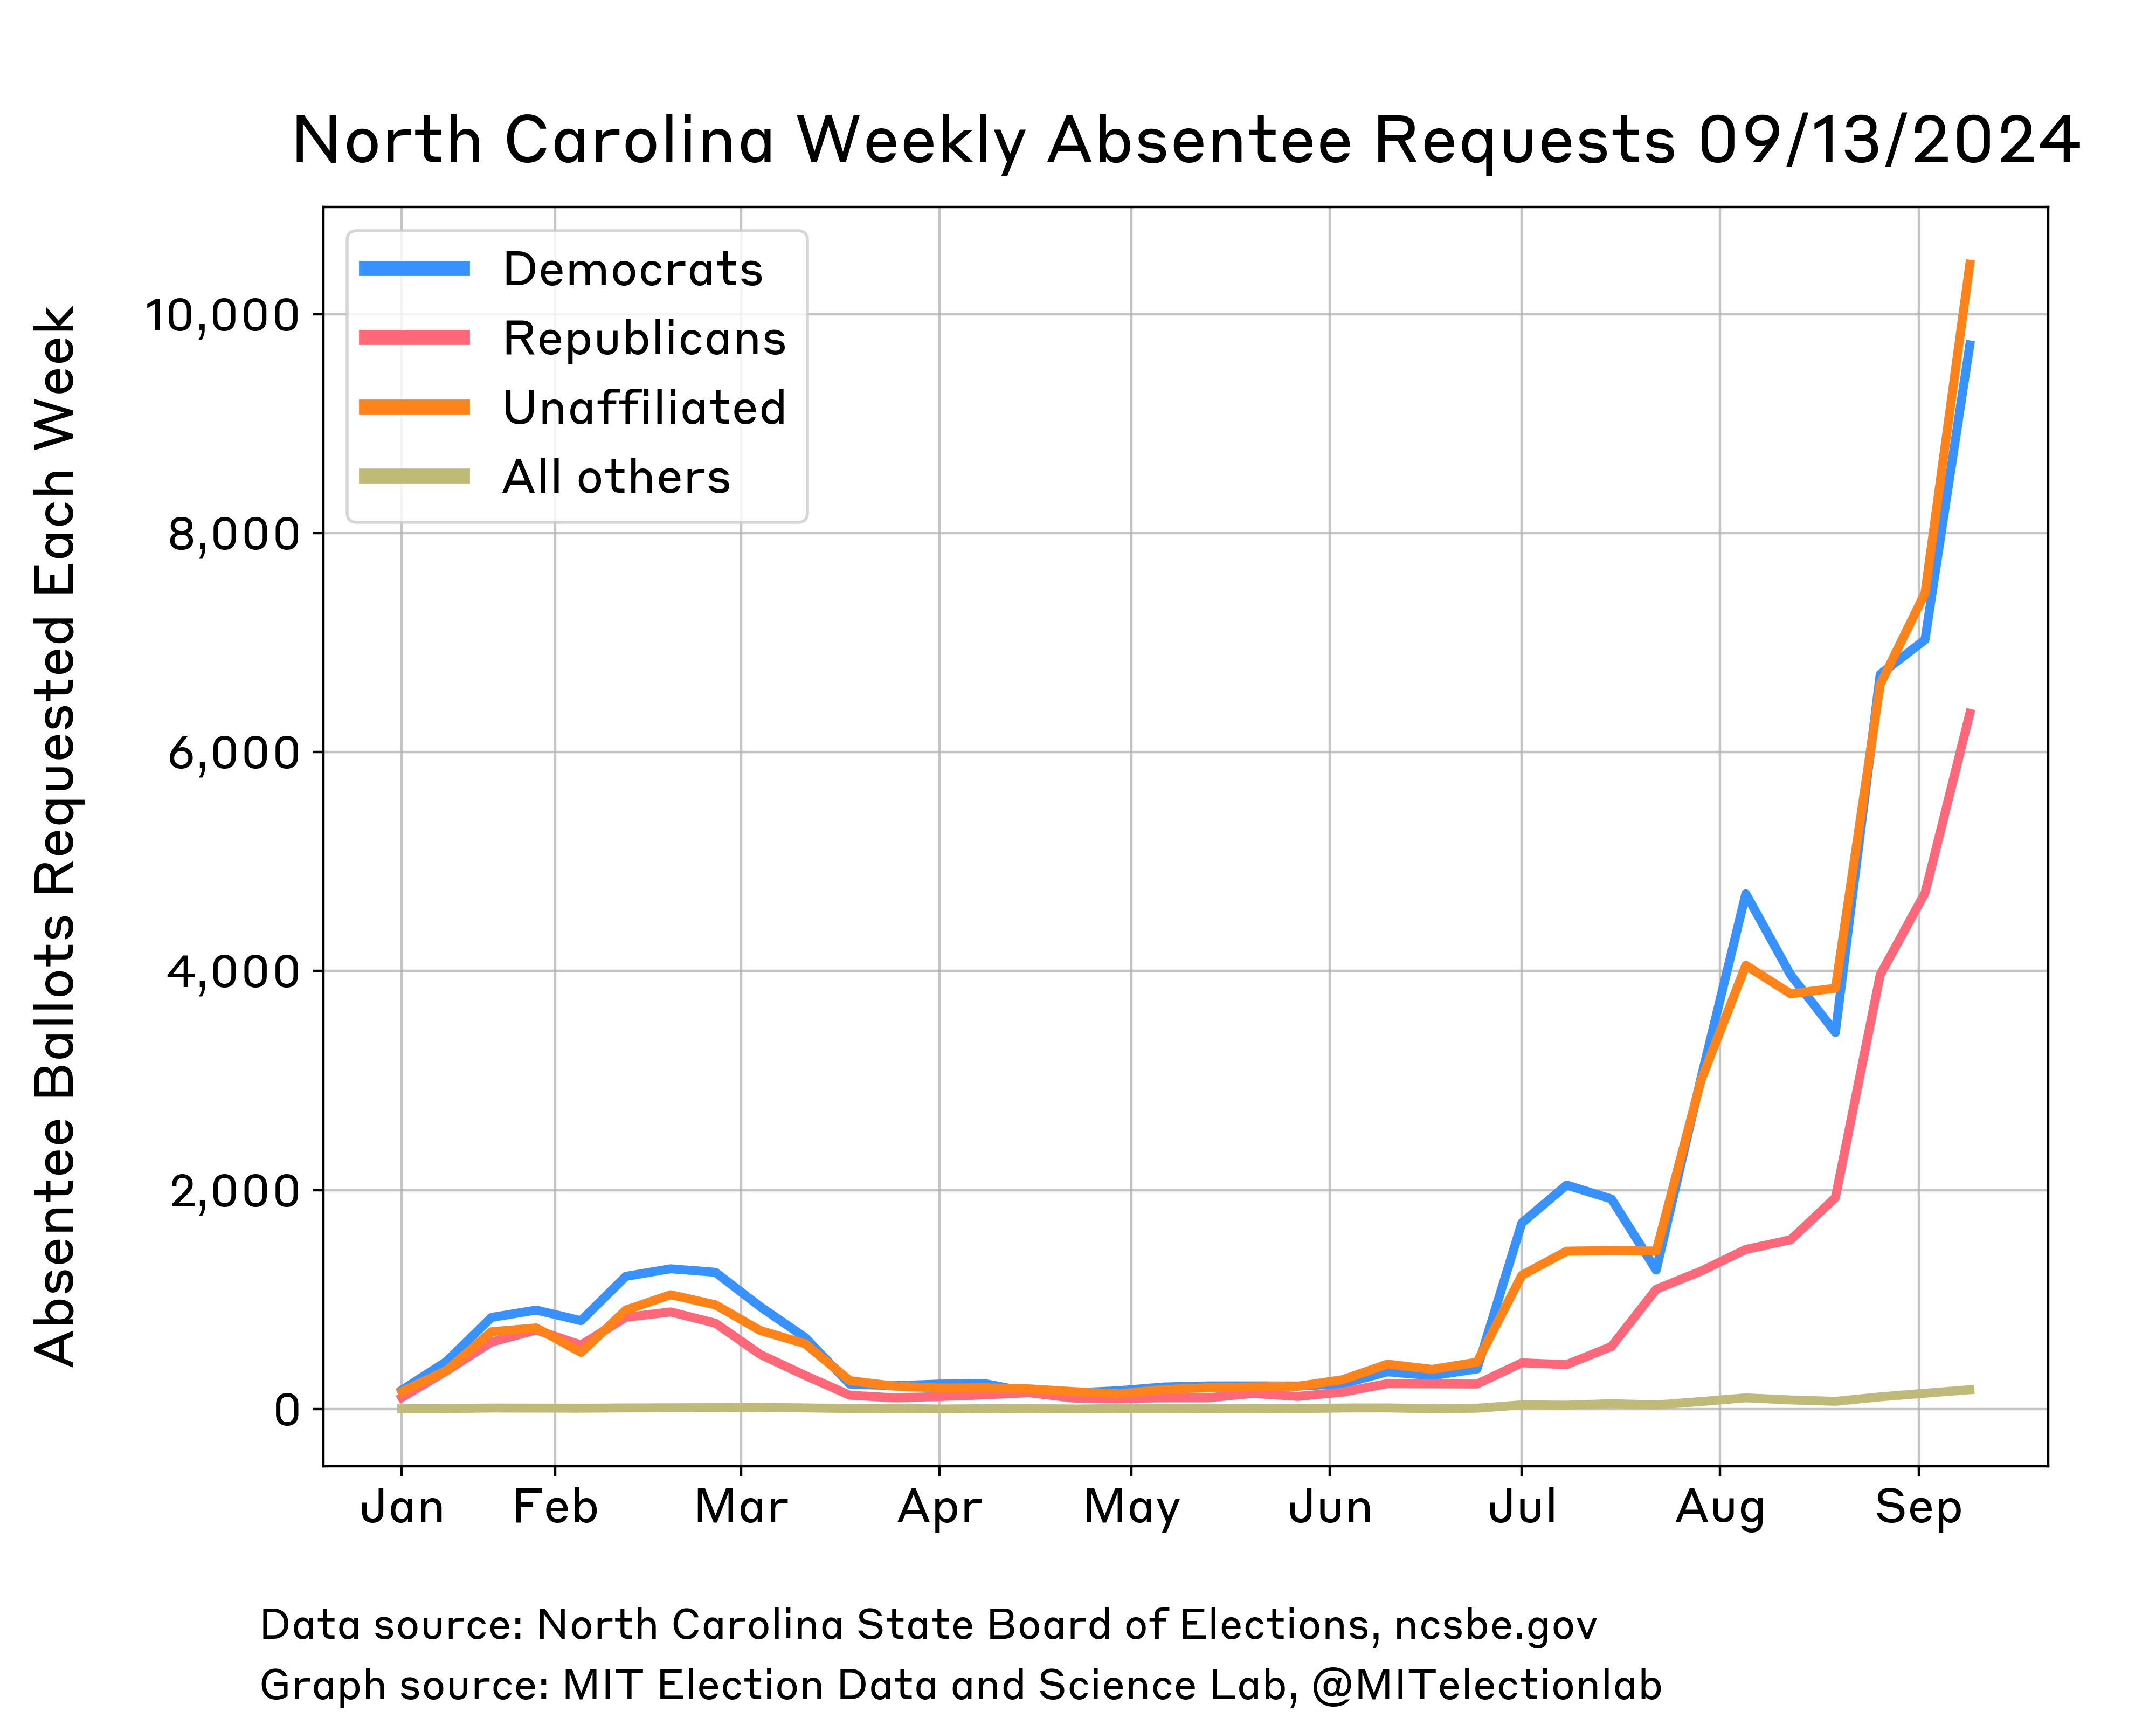 North Carolina Weekly Absentee Requests 09/13/2024
Absentee Ballots Requested Each Week
Democrats
Republicans
Unaffiliated
All others
10,000
8,000
6,000
4,000
2,000
0
Jan Feb Mar Apr May Jun Jul Aug Sep
Data source: North Carolina State Board of Elections, ncsbe.gov
Graph source: MIT Election Data and Science Lab, @MITelectionlab